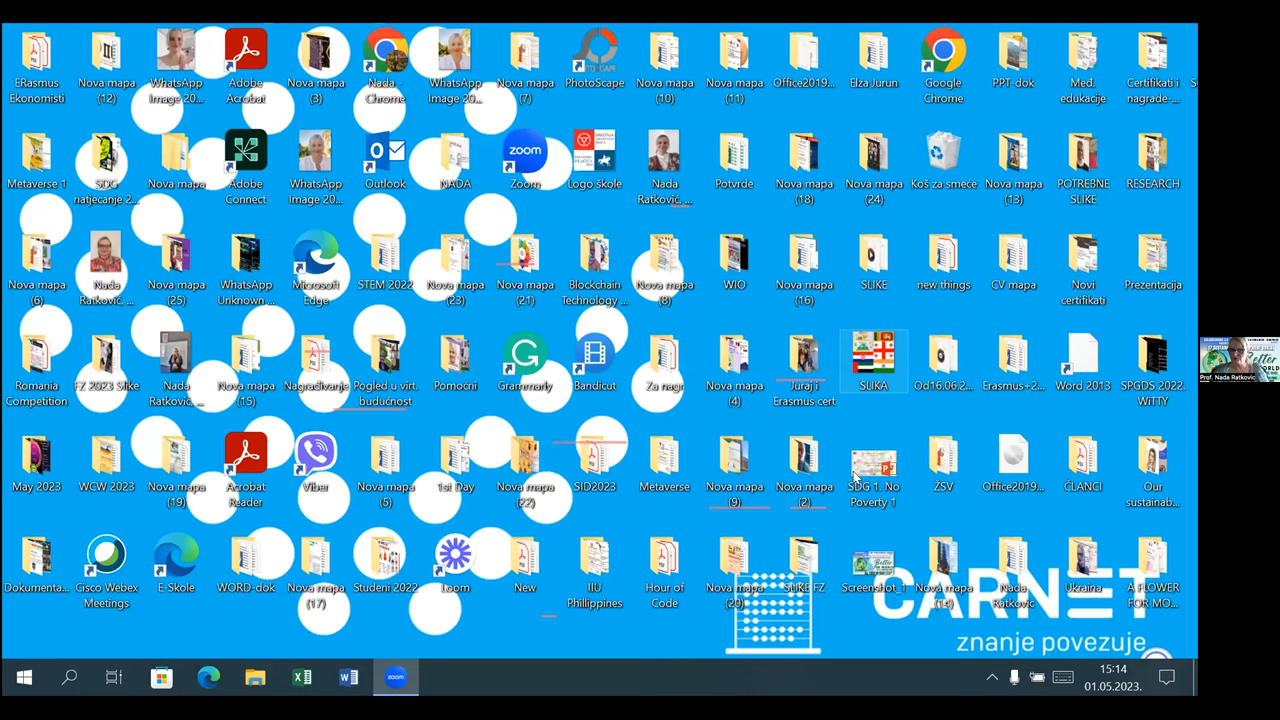 ERasmus Ekonomisti
Nova mapa (12)
WhatsApp Image 20...
Adobe Acrobat
Nova mapa (3)
Nada - Chrome
WhatsApp Image 20...
Nova mapa (7)
PhotoScape
Nova mapa (10)
Nova mapa (11)
Office2019...
Elza Jurun
Google Chrome
PPT-dok
Med. edukacije
Certifikati i nagrade-...
Metaverse 1
SDG natjecanje 2...
Nova mapa
Adobe Connect
WhatsApp Image 20...
Outlook
NADA
zoom
Zoom
Logo škole
Nada Ratković, ...
Potvrde
Nova mapa (18)
Nova mapa (24)
Koš za smeće
Nova mapa (13)
POTREBNE SLIKE
RESEARCH
Nova mapa (6)
Nada Ratković, ...
Nova mapa (25)
WhatsApp Unknown ...
Microsoft Edge
STEM 2022
Nova mapa (23)
Nova mapa (21)
Blockchain Technology ...
Nova mapa (8)
WIO
Nova mapa (16)
SLIKE
new things
CV mapa
Novi certifikati
Prezentacija
Romania Competition
FZ 2023 Slike
Nada Ratković, ...
Nova mapa (15)
Nagrađivanje
Pogled u virt. budućnost
Pomoćni
Grammarly
Bandicut
Za nagr
Nova mapa (4)
Juraj i Erasmus cert
SLIKA
Od16.06.2...
Erasmus+2...
Word 2013
SPGDS 2022. WiTTY
May 2023
WCW 2023
Nova mapa (19)
Acrobat Reader
Viber
Nova mapa (5)
1st Day
Nova mapa (22)
SID2023
Metaverse
Nova mapa (9)
Nova mapa (2)
SDG 1. No Poverty 1
ŽSV
Office2019...
ČLANCI
Our sustainab...
Dokumenta...
Cisco Webex Meetings
E-Skole
WORD-dok
Nova mapa (17)
Studeni 2022
Loom
New
IIU Phillippines
Hour of Code
Nova mapa (20)
SLIKE FZ
Screenshot_1
Nova mapa (14)
Nada Ratkovic
Ukraina
A FLOWER FOR MO...
CARNET
znanje povezuje
zoom
15:14
01.05.2023.
Prof. Nada Ratkovic